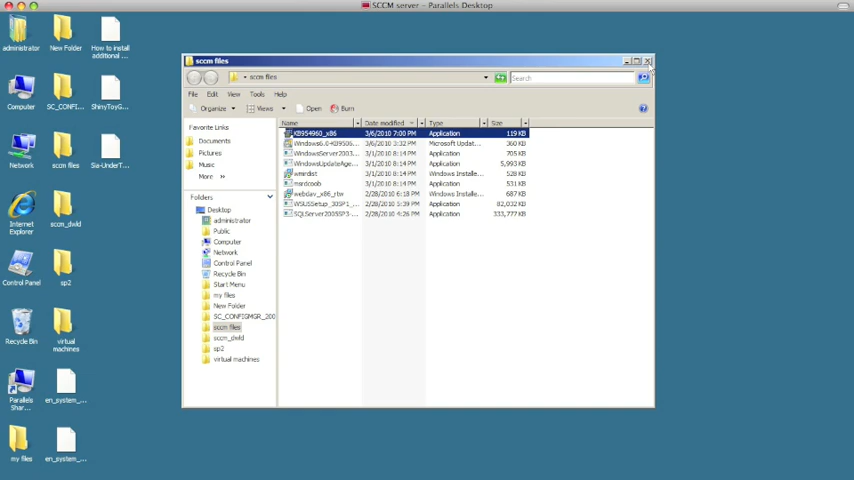 SCCM server – Parallels Desktop
administrator
New Folder
How to install
additional ...
Computer
SC_CONFI...
ShinyToyG...
Network
sccm files
Sia-UnderT...
Internet
Explorer
sccm_dwld
Control Panel
sp2
Recycle Bin
virtual
machines
Parallels
Shar...
en_system_...
my files
en_system_...
sccm files
sccm files
Search
File Edit View Tools Help
Organize Views Open Burn
Favorite Links
Documents
Pictures
Music
More »
Folders
Desktop
administrator
Public
Computer
Network
Control Panel
Recycle Bin
Start Menu
my files
New Folder
SC_CONFIGMGR_200
sccm files
sccm_dwld
sp2
virtual machines
Name Date modified Type Size
KB954960_x86 3/6/2010 7:00 PM Application 119 KB
3/6/2010 3:32 PM Microsoft Updat... 360 KB
WindowsServer2003... 3/1/2010 8:14 PM Application 705 KB
WindowsUpdateAge... 3/1/2010 8:14 PM Application 5,993 KB
wmrdist 3/1/2010 8:14 PM Windows Installe... 528 KB
msrdcoob 3/1/2010 8:14 PM Application 531 KB
webdav_x86_rtw 2/28/2010 6:18 PM Windows Installe... 687 KB
WSUSSetup_30SP1_... 2/28/2010 5:39 PM Application 82,032 KB
SQLServer2005SP3-... 2/28/2010 4:26 PM Application 333,777 KB